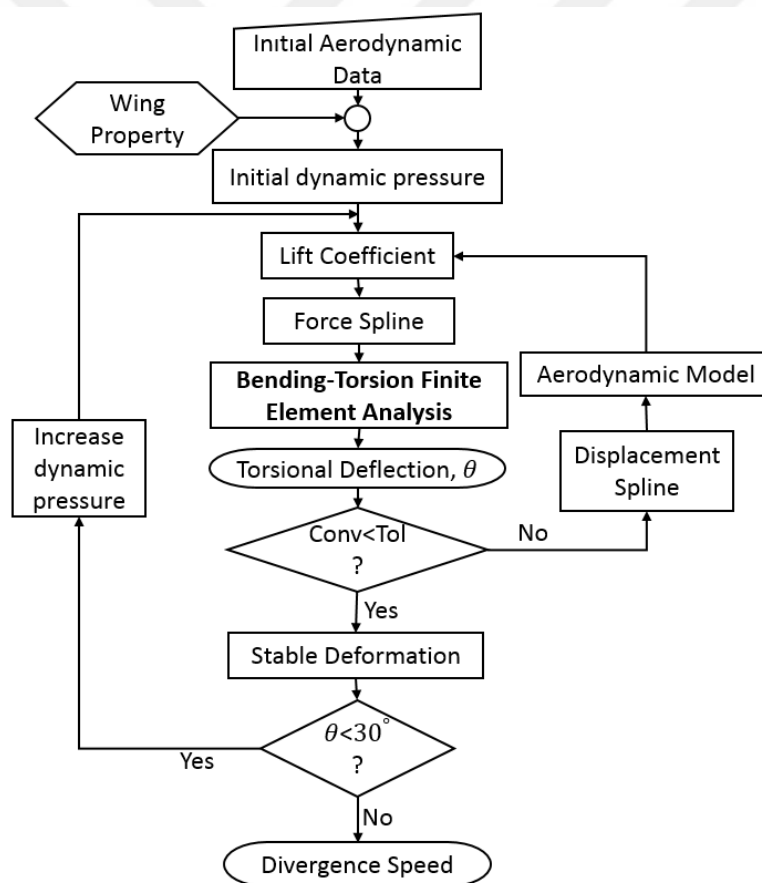 Initial Aerodynamic
Data
Wing
Property
Initial dynamic pressure
Lift Coefficient
Force Spline
Bending-Torsion Finite
Element Analysis
Aerodynamic Model
Increase
dynamic
pressure
Torsional Deflection, θ
Displacement
Spline
Conv<Tol
?
No
Yes
Stable Deformation
θ<30°
?
Yes
No
Divergence Speed